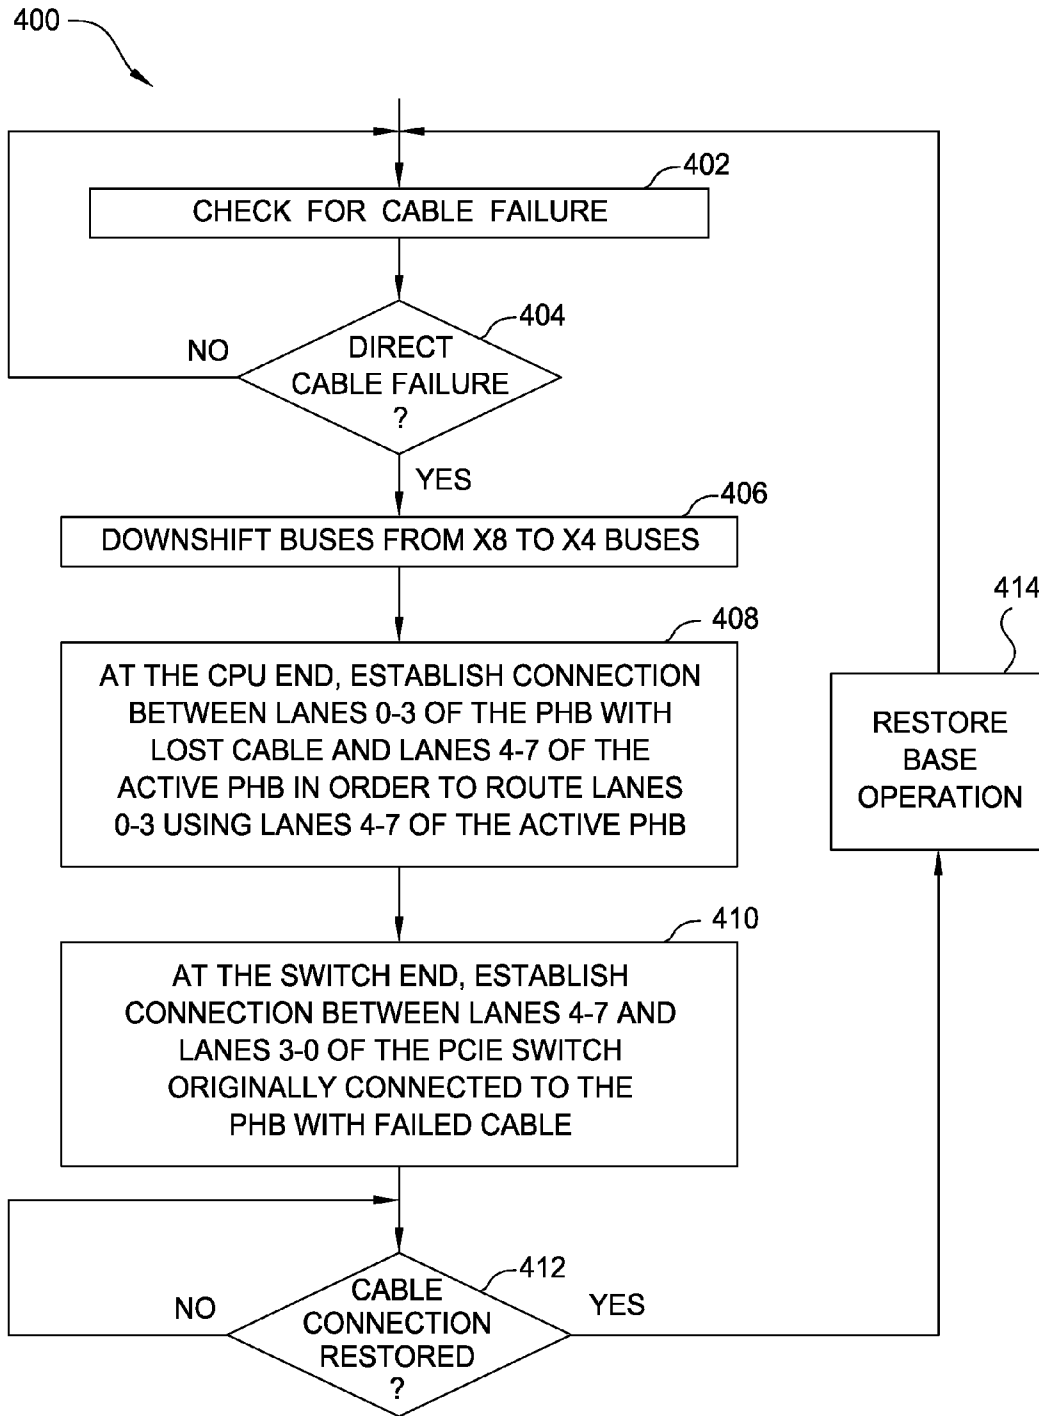 400
402
CHECK FOR CABLE FAILURE
404
DIRECT
CABLE FAILURE
?
NO
YES
406
DOWNSHIFT BUSES FROM X8 TO X4 BUSES
408
AT THE CPU END, ESTABLISH CONNECTION
BETWEEN LANES 0-3 OF THE PHB WITH
LOST CABLE AND LANES 4-7 OF THE
ACTIVE PHB IN ORDER TO ROUTE LANES
0-3 USING LANES 4-7 OF THE ACTIVE PHB
414
RESTORE
BASE
OPERATION
410
AT THE SWITCH END, ESTABLISH
CONNECTION BETWEEN LANES 4-7 AND
LANES 3-0 OF THE PCIE SWITCH
ORIGINALLY CONNECTED TO THE
PHB WITH FAILED CABLE
412
CABLE
CONNECTION
RESTORED
?
NO
YES